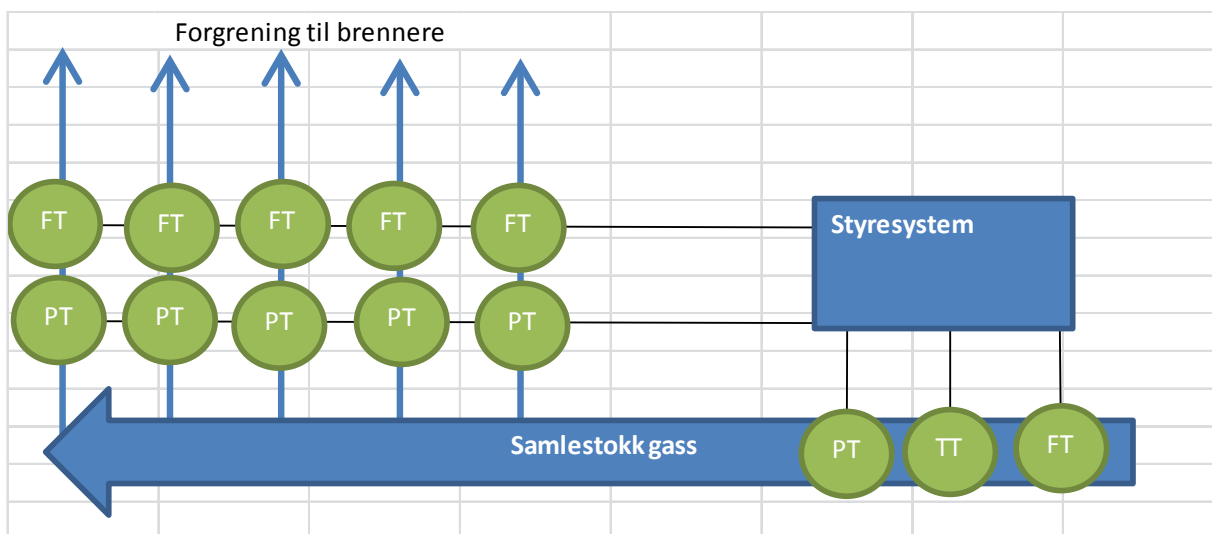 Forgrening til brennere
FT FT FT FT FT
Styresystem
PT PT PT PT PT
Samlestokk gass
PT TT FT